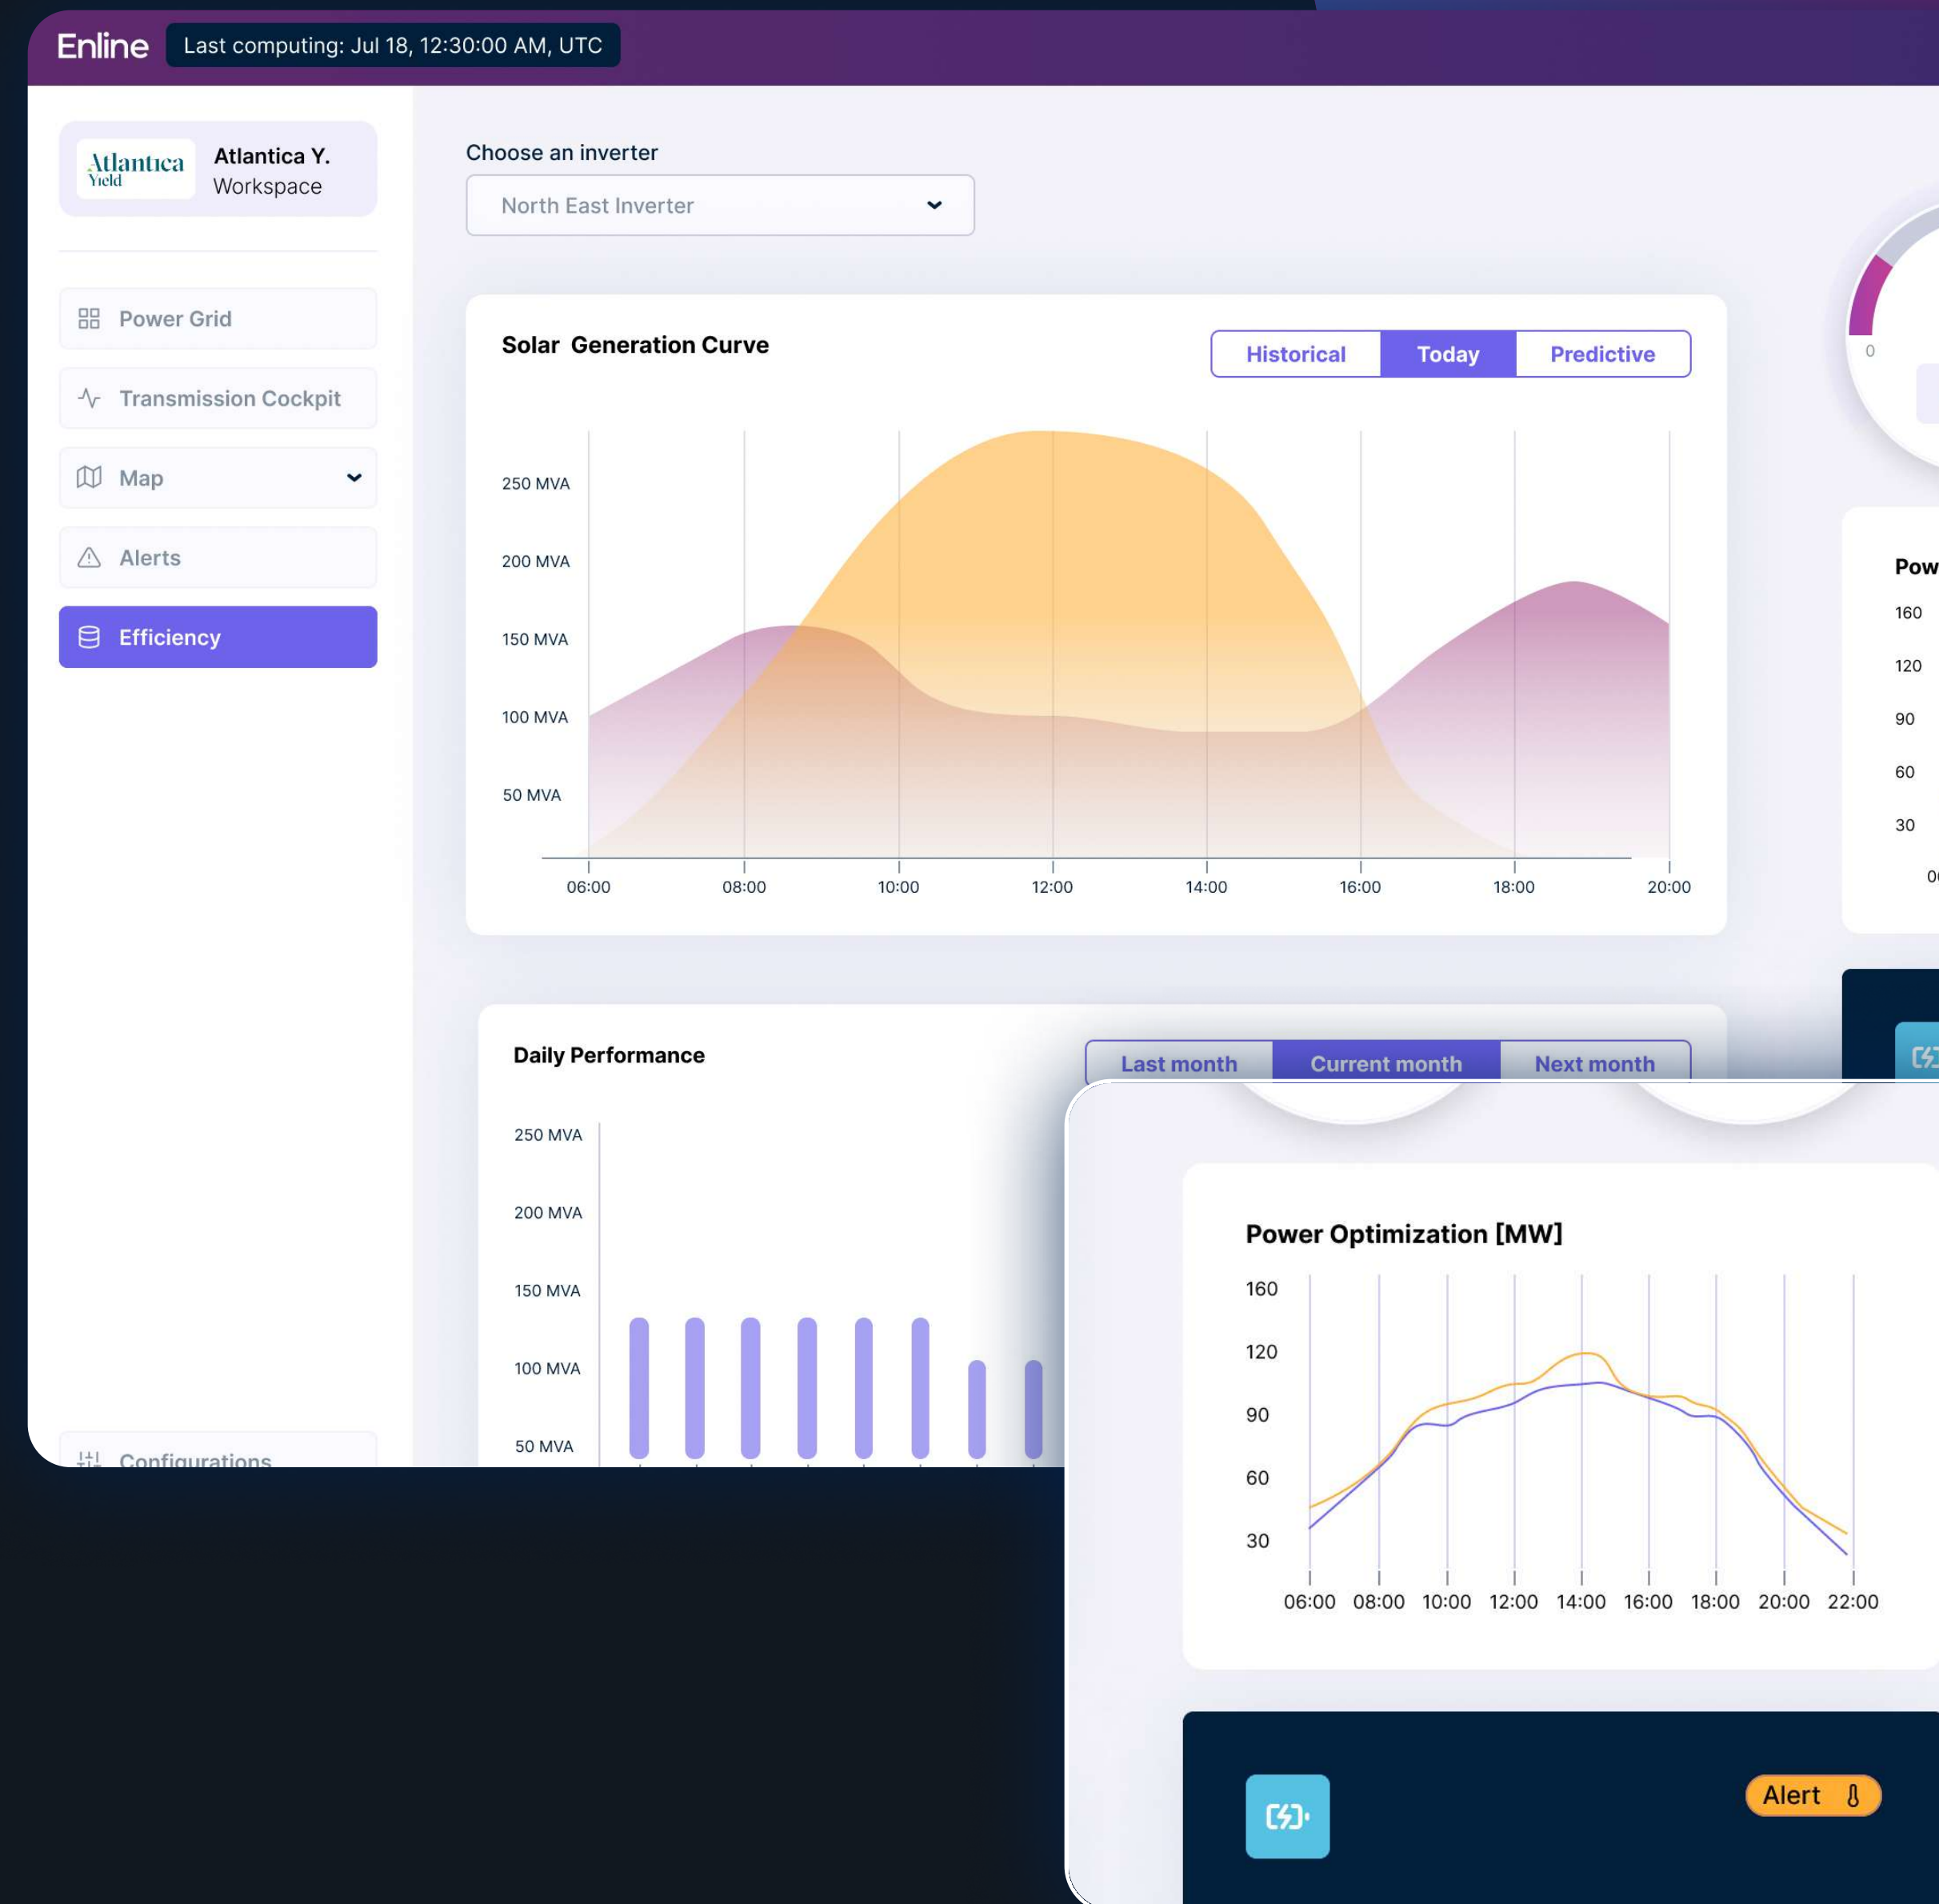 Enline
Last computing: Jul 18, 12:30:00 AM, UTC
Atlantica
Yield
Atlantica Y.
Workspace
Power Grid
Transmission Cockpit
Map
Alerts
Efficiency
Configurations
Choose an inverter
North East Inverter
Solar Generation Curve
Historical Today Predictive
250 MVA
200 MVA
150 MVA
100 MVA
50 MVA
06:00 08:00 10:00 12:00 14:00 16:00 18:00 20:00
0
160
120
90
60
30
Daily Performance
Last month Current month Next month
250 MVA
200 MVA
150 MVA
100 MVA
50 MVA
Power Optimization [MW]
160
120
90
60
30
06:00 08:00 10:00 12:00 14:00 16:00 18:00 20:00 22:00
Alert